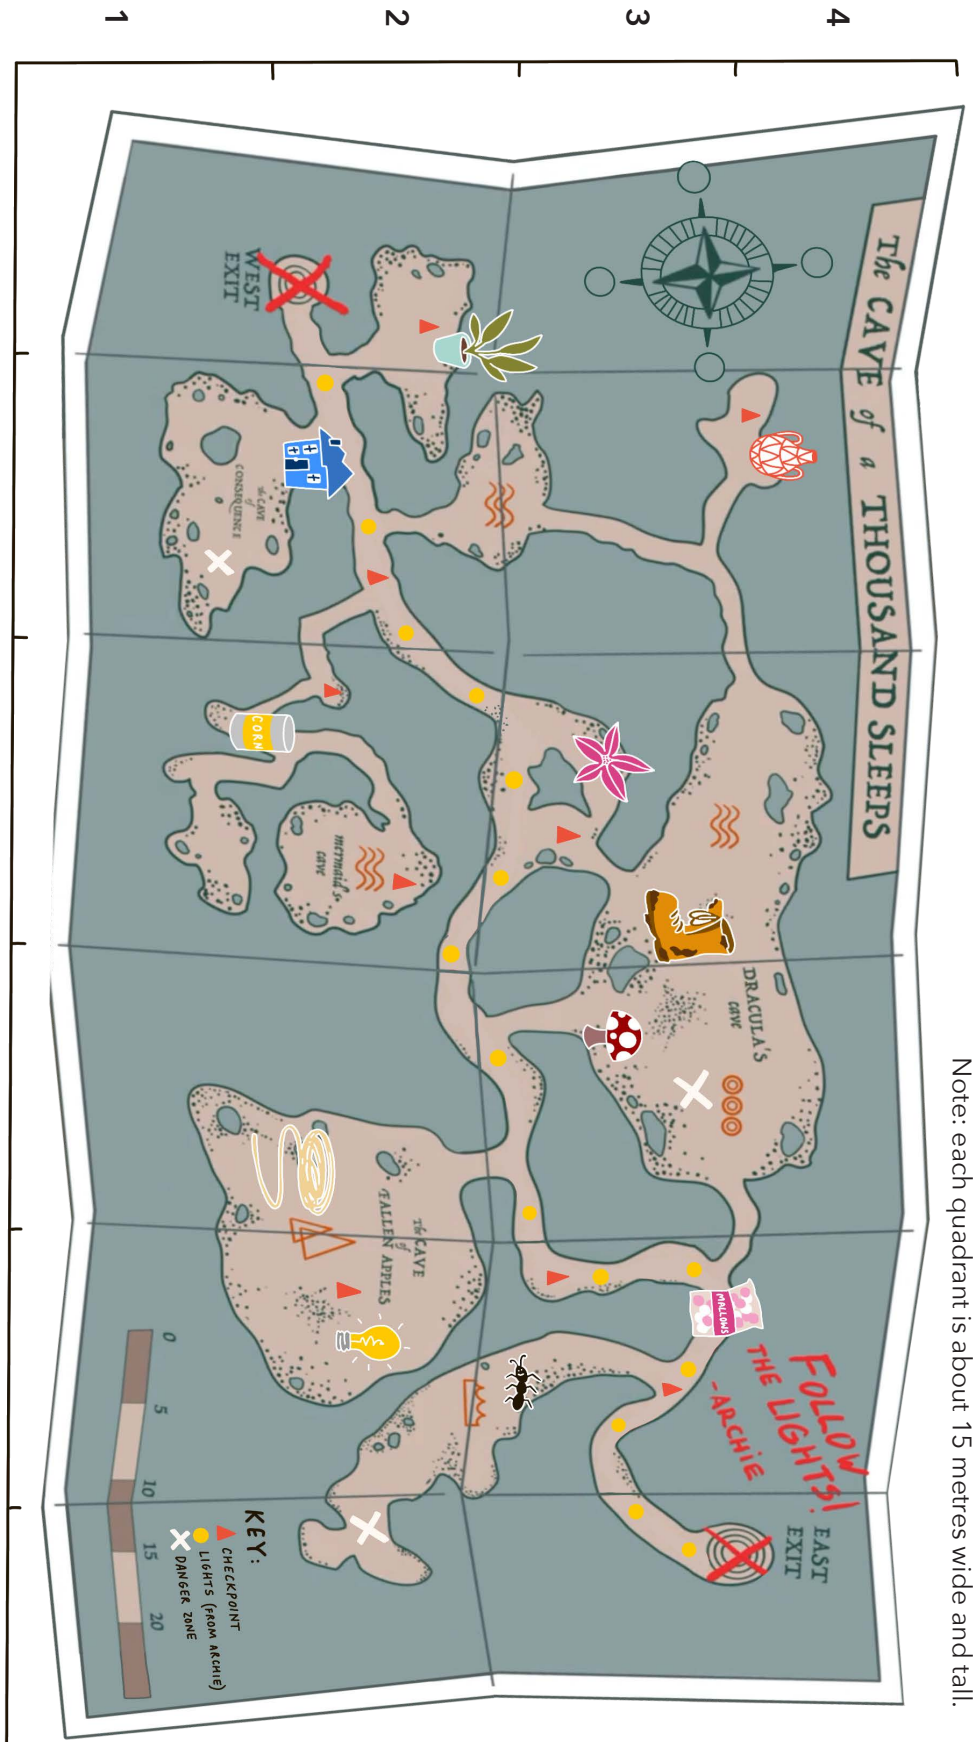 1
2
3
4
The CAVE of a THOUSAND SLEEPS
WEST
EXIT
The CAVE
of
CONSEQUENCE
CORN
mermaid's
cave
DRACULA'S
cave
The CAVE
of
FALLEN APPLES
MALLOWS
FOLLOW
THE LIGHTS!
-ARCHIE
EAST
EXIT
0
5
10
15
20
KEY:
CHECKPOINT
LIGHTS (FROM ARCHIE)
DANGER ZONE
Note: each quadrant is about 15 metres wide and tall.